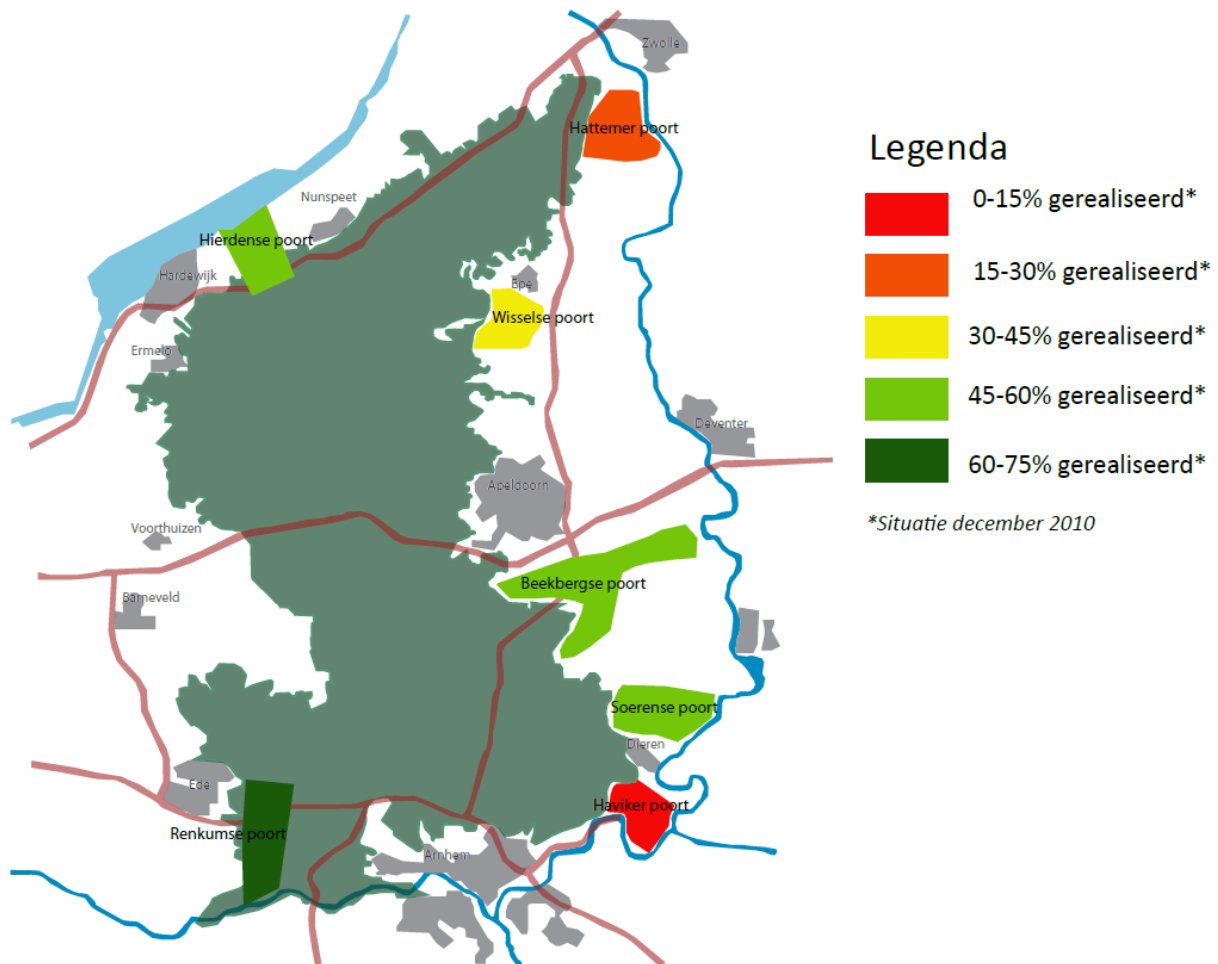 Zwolle
Hattemer poort
Nunspeet
Hierdense poort
Hardewijk
Epe
Wisselse poort
Ermelo
Deventer
Apeldoorn
Voorthuizen
Beekbergse poort
Barneveld
Soerense poort
Dieren
Ede
Haviker poort
Renkumse poort
Arnhem
Legenda
0-15% gerealiseerd*
15-30% gerealiseerd*
30-45% gerealiseerd*
45-60% gerealiseerd*
60-75% gerealiseerd*
*Situatie december 2010